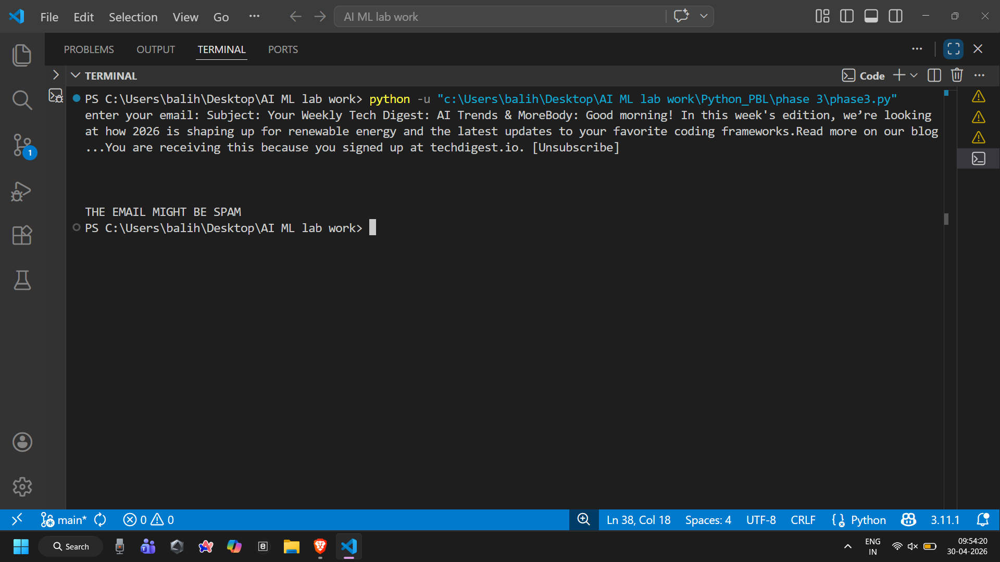 File Edit Selection View Go ... AI ML lab work
PROBLEMS OUTPUT TERMINAL PORTS
TERMINAL Code
PS C:\Users\balih\Desktop\AI ML lab work> python -u "c:\Users\balih\Desktop\AI ML lab work\Python_PBL\phase 3\phase3.py"
enter your email: Subject: Your Weekly Tech Digest: AI Trends & MoreBody: Good morning! In this week's edition, we’re looking
at how 2026 is shaping up for renewable energy and the latest updates to your favorite coding frameworks.Read more on our blog
...You are receiving this because you signed up at techdigest.io. [Unsubscribe]
THE EMAIL MIGHT BE SPAM
PS C:\Users\balih\Desktop\AI ML lab work>
1
main* 0 0 Ln 38, Col 18 Spaces: 4 UTF-8 CRLF Python 3.11.1
Search ENG 09:54:20
IN 30-04-2026